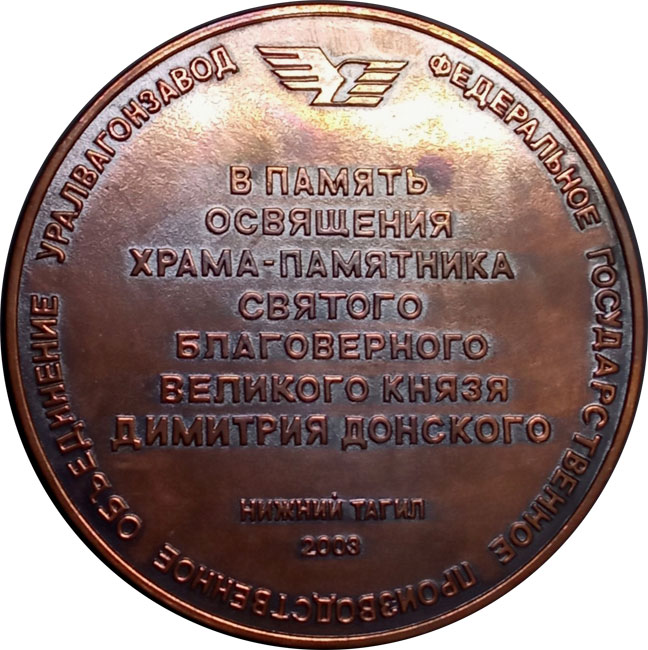 ФЕДЕРАЛЬНОЕ ГОСУДАРСТВЕННОЕ ПРОИЗВОДСТВЕННОЕ ОБЪЕДИНЕНИЕ УРАЛВАГОНЗАВОД
В ПАМЯТЬ
ОСВЯЩЕНИЯ
ХРАМА-ПАМЯТНИКА
СВЯТОГО
БЛАГОВЕРНОГО
ВЕЛИКОГО КНЯЗЯ
ДИМИТРИЯ ДОНСКОГО
НИЖНИЙ ТАГИЛ
2003